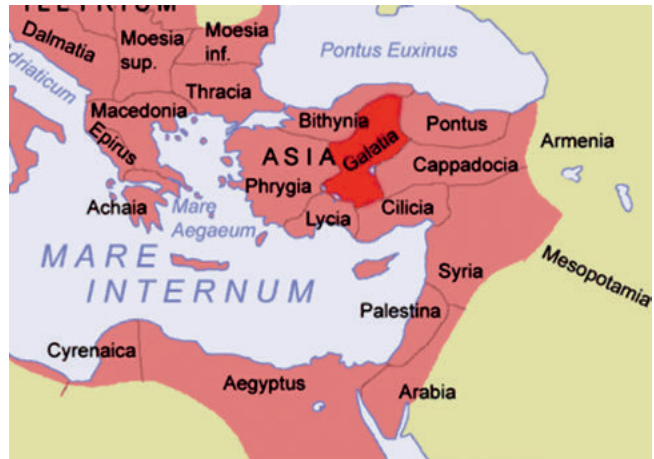 ILLYRICUM
Dalmatia
Moesia
sup.
Moesia
inf.
Pontus Euxinus
driaticum
Thracia
Macedonia
Bithynia
Pontus
Armenia
Epirus
ASIA
Galatia
Cappadocia
Phrygia
Achaia
Mare
Aegaeum
Lycia
Cilicia
MARE
INTERNUM
Syria
Mesopotamia
Palestina
Cyrenaica
Aegyptus
Arabia